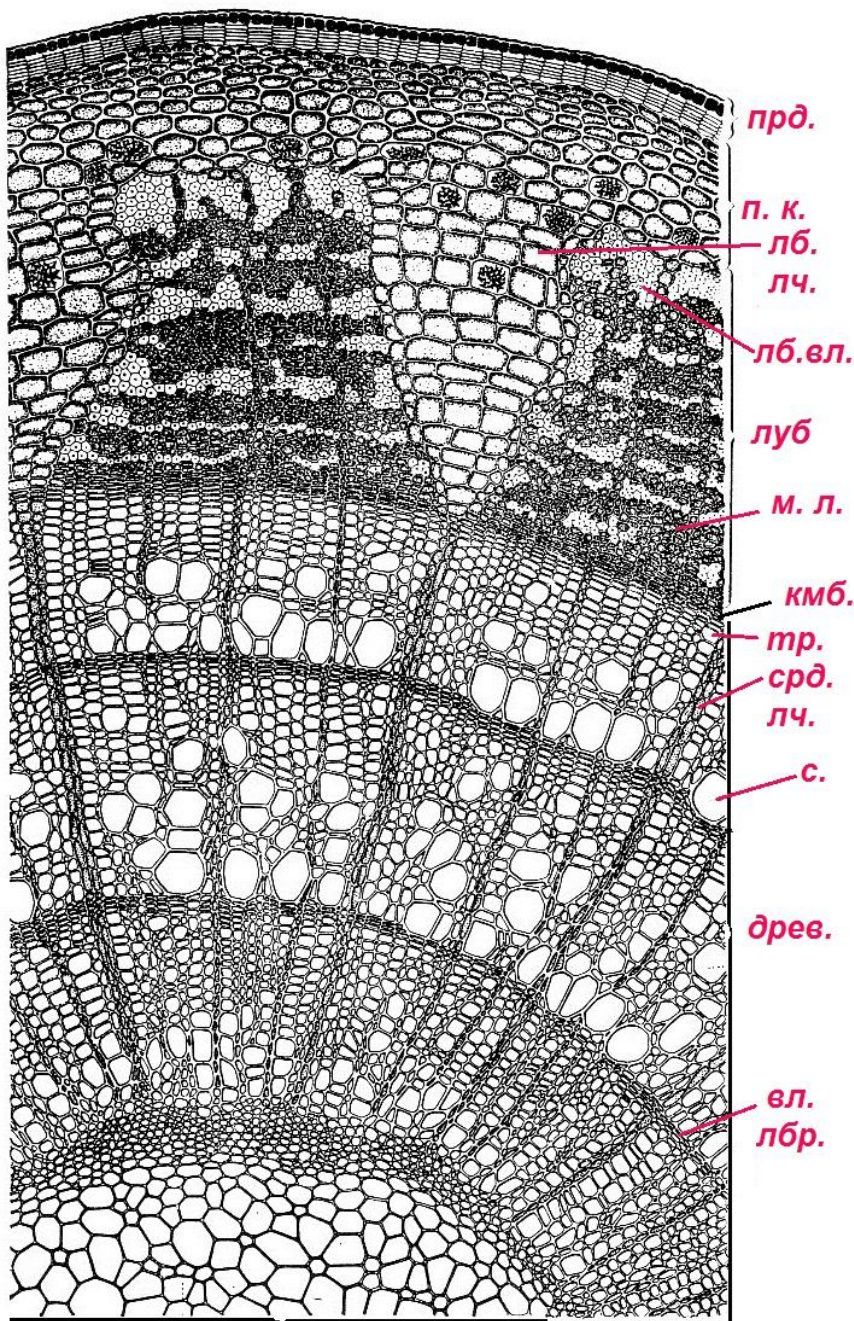 прд.
п. к.
лб.
лч.
лб.вл.
луб
м. л.
кмб.
тр.
срд.
лч.
с.
древ.
вл.
лбр.